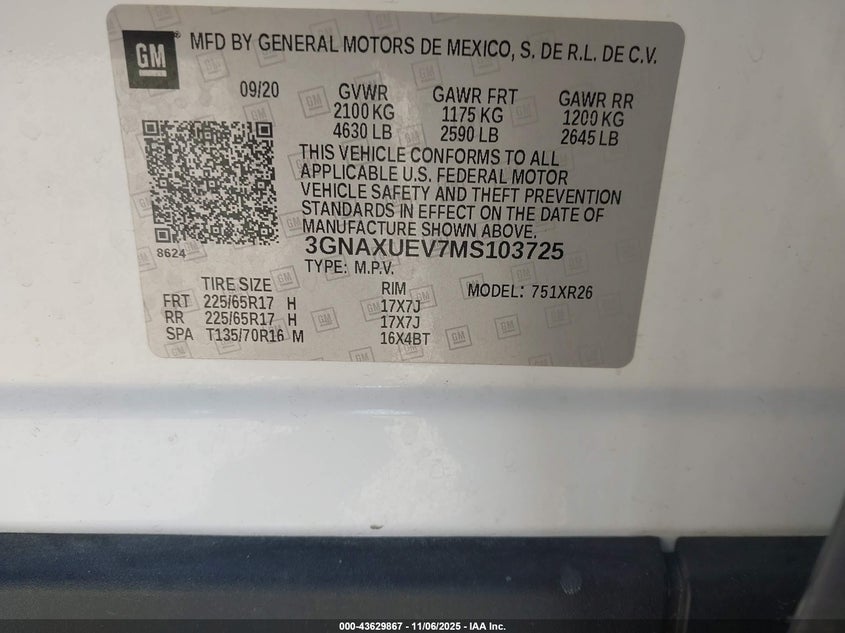 GM
MFD BY GENERAL MOTORS DE MEXICO, S. DE R.L. DE C.V.
09/20 GVWR GAWR FRT GAWR RR
2100 KG 1175 KG 1200 KG
4630 LB 2590 LB 2645 LB
THIS VEHICLE CONFORMS TO ALL
APPLICABLE U.S. FEDERAL MOTOR
VEHICLE SAFETY AND THEFT PREVENTION
STANDARDS IN EFFECT ON THE DATE OF
MANUFACTURE SHOWN ABOVE.
8624
3GNAXUEV7MS103725
TYPE: M.P.V.
TIRE SIZE RIM MODEL: 751XR26
FRT 225/65R17 H 17X7J
RR 225/65R17 H 17X7J
SPA T135/70R16 M 16X4BT
000-43629867 - 11/06/2025 - IAA Inc.